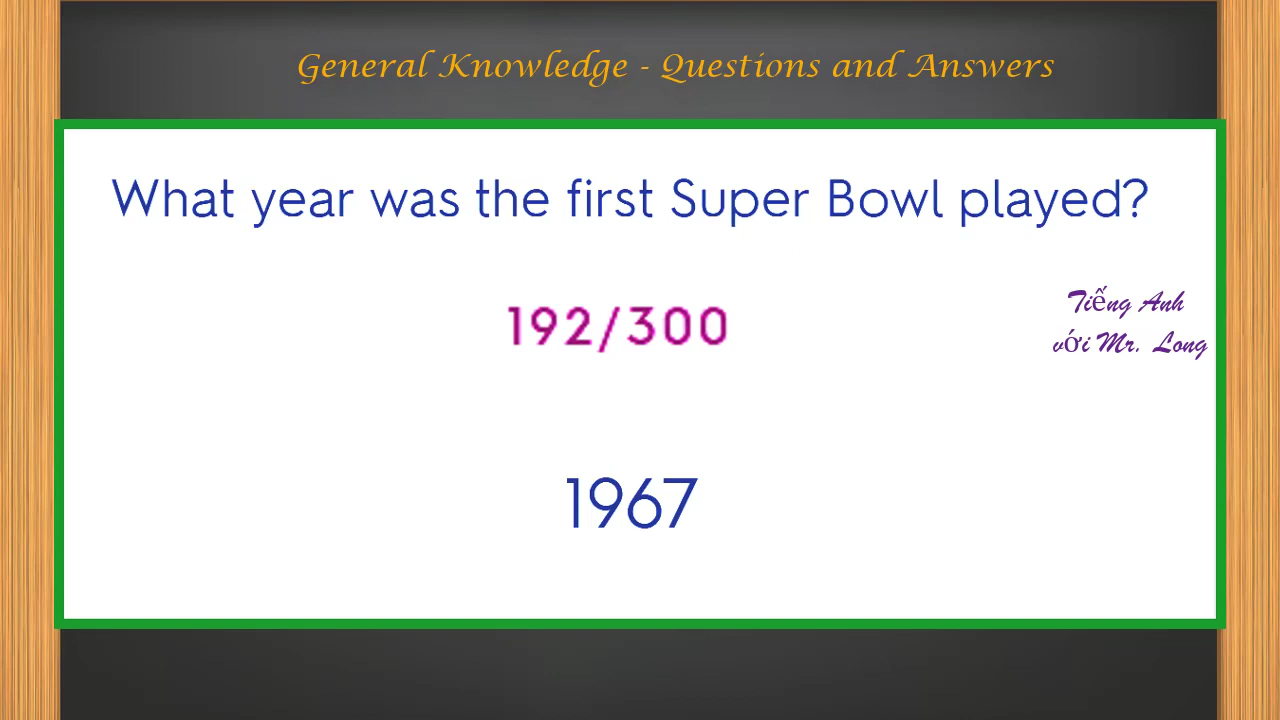 General Knowledge - Questions and Answers
What year was the first Super Bowl played?
192/300
Tiếng Anh
với Mr. Long
1967